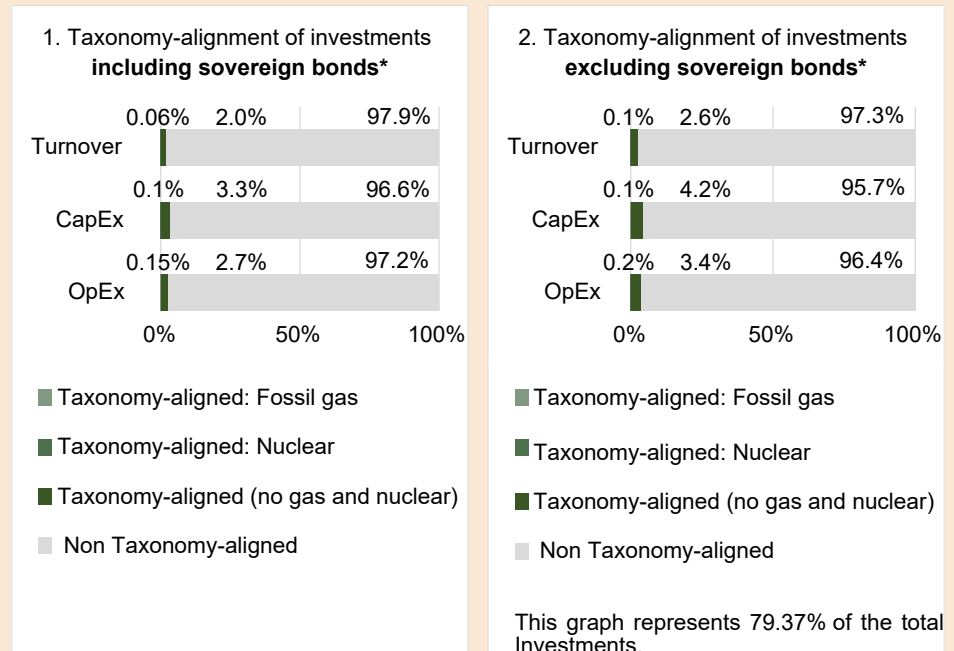 1. Taxonomy-alignment of investments
including sovereign bonds*
0.06% 2.0% 97.9%
Turnover
0.1% 3.3% 96.6%
CapEx
0.15% 2.7% 97.2%
OpEx
0% 50% 100%
Taxonomy-aligned: Fossil gas
Taxonomy-aligned: Nuclear
Taxonomy-aligned (no gas and nuclear)
Non Taxonomy-aligned
2. Taxonomy-alignment of investments
excluding sovereign bonds*
0.1% 2.6% 97.3%
Turnover
0.1% 4.2% 95.7%
CapEx
0.2% 3.4% 96.4%
OpEx
0% 50% 100%
Taxonomy-aligned: Fossil gas
Taxonomy-aligned: Nuclear
Taxonomy-aligned (no gas and nuclear)
Non Taxonomy-aligned
This graph represents 79.37% of the total
Investments.